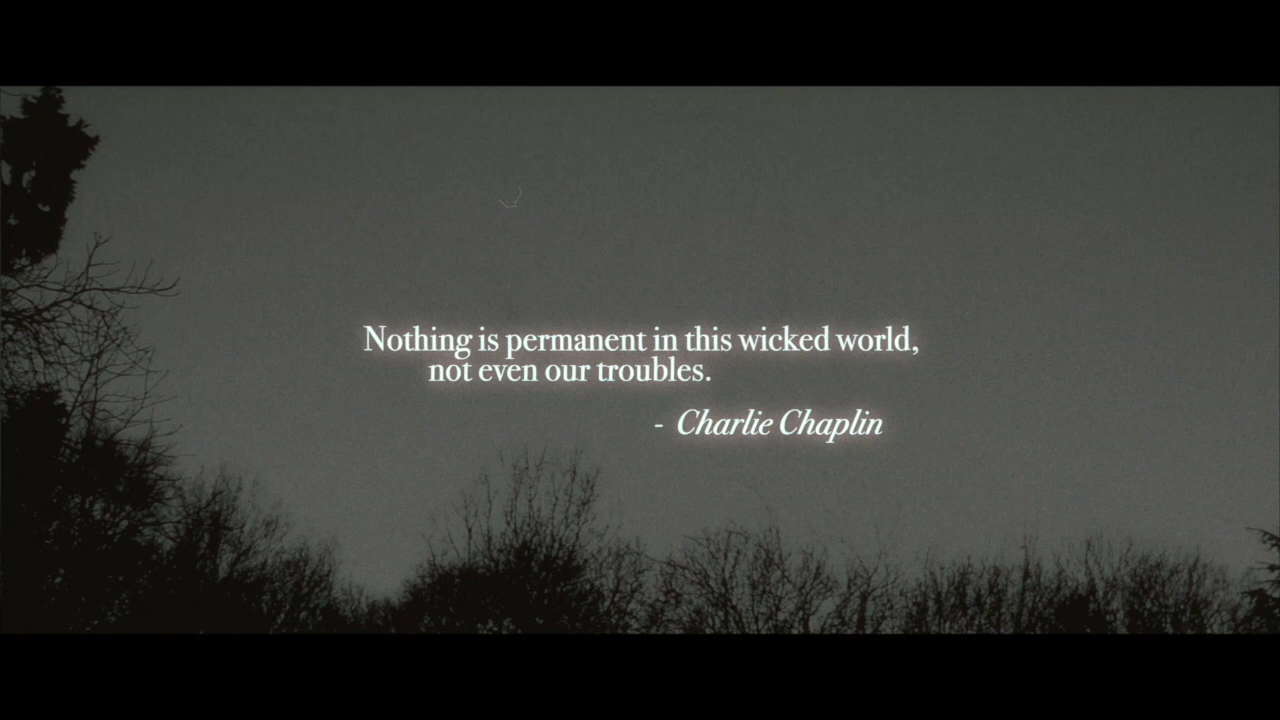 Nothing is permanent in this wicked world,
not even our troubles.
- Charlie Chaplin